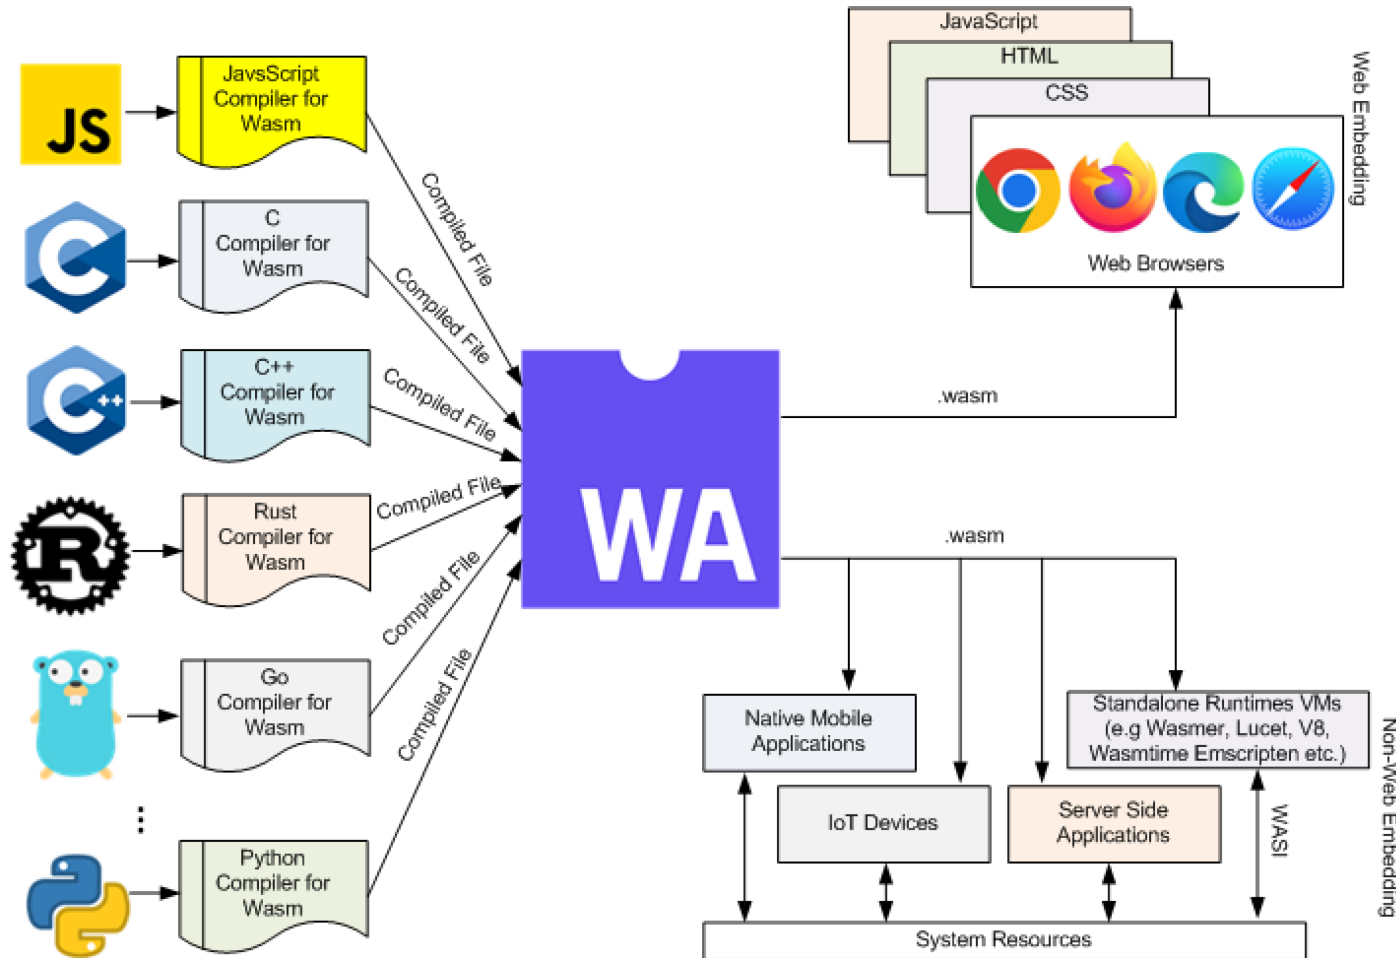 JS
JavsScript
Compiler for
Wasm
Compiled File
C
C
Compiler for
Wasm
Compiled File
C++
C++
Compiler for
Wasm
Compiled File
R
Rust
Compiler for
Wasm
Compiled File
Go
Compiler for
Wasm
Compiled File
⋮
Python
Compiler for
Wasm
Compiled File
WA
.wasm
.wasm
JavaScript
HTML
CSS
Web Browsers
Web Embedding
Native Mobile
Applications
IoT Devices
Server Side
Applications
Standalone Runtimes VMs
(e.g Wasmer, Lucet, V8,
Wasmtime Emscripten etc.)
WASI
System Resources
Non-Web Embedding